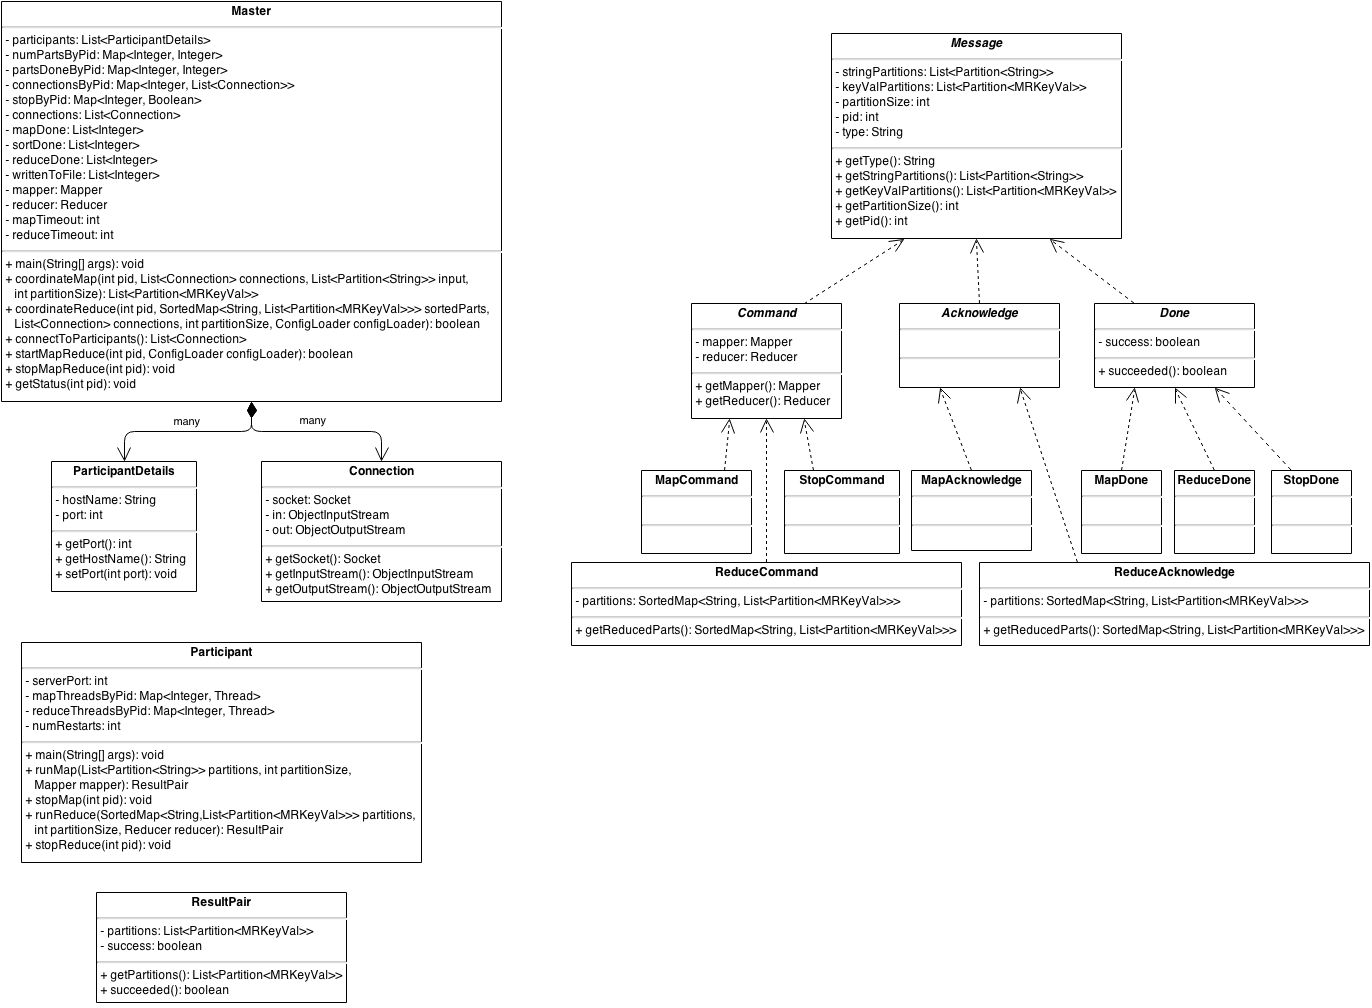 Master
- participants: List<ParticipantDetails>
- numPartsByPid: Map<Integer, Integer>
- partsDoneByPid: Map<Integer, Integer>
- connectionsByPid: Map<Integer, List<Connection>>
- stopByPid: Map<Integer, Boolean>
- connections: List<Connection>
- mapDone: List<Integer>
- sortDone: List<Integer>
- reduceDone: List<Integer>
- writtenToFile: List<Integer>
- mapper: Mapper
- reducer: Reducer
- mapTimeout: int
- reduceTimeout: int
+ main(String[] args): void
+ coordinateMap(int pid, List<Connection> connections, List<Partition<String>> input,
int partitionSize): List<Partition<MRKeyVal>>
+ coordinateReduce(int pid, SortedMap<String, List<Partition<MRKeyVal>>> sortedParts,
List<Connection> connections, int partitionSize, ConfigLoader configLoader): boolean
+ connectToParticipants(): List<Connection>
+ startMapReduce(int pid, ConfigLoader configLoader): boolean
+ stopMapReduce(int pid): void
+ getStatus(int pid): void
many
many
ParticipantDetails
- hostName: String
- port: int
+ getPort(): int
+ getHostName(): String
+ setPort(int port): void
Connection
- socket: Socket
- in: ObjectInputStream
- out: ObjectOutputStream
+ getSocket(): Socket
+ getInputStream(): ObjectInputStream
+ getOutputStream(): ObjectOutputStream
Participant
- serverPort: int
- mapThreadsByPid: Map<Integer, Thread>
- reduceThreadsByPid: Map<Integer, Thread>
- numRestarts: int
+ main(String[] args): void
+ runMap(List<Partition<String>> partitions, int partitionSize,
Mapper mapper): ResultPair
+ stopMap(int pid): void
+ runReduce(SortedMap<String,List<Partition<MRKeyVal>>> partitions,
int partitionSize, Reducer reducer): ResultPair
+ stopReduce(int pid): void
ResultPair
- partitions: List<Partition<MRKeyVal>>
- success: boolean
+ getPartitions(): List<Partition<MRKeyVal>>
+ succeeded(): boolean
Message
- stringPartitions: List<Partition<String>>
- keyValPartitions: List<Partition<MRKeyVal>>
- partitionSize: int
- pid: int
- type: String
+ getType(): String
+ getStringPartitions(): List<Partition<String>>
+ getKeyValPartitions(): List<Partition<MRKeyVal>>
+ getPartitionSize(): int
+ getPid(): int
Command
- mapper: Mapper
- reducer: Reducer
+ getMapper(): Mapper
+ getReducer(): Reducer
Acknowledge
Done
- success: boolean
+ succeeded(): boolean
MapCommand
StopCommand
MapAcknowledge
MapDone
ReduceDone
StopDone
ReduceCommand
- partitions: SortedMap<String, List<Partition<MRKeyVal>>>
+ getReducedParts(): SortedMap<String, List<Partition<MRKeyVal>>>
ReduceAcknowledge
- partitions: SortedMap<String, List<Partition<MRKeyVal>>>
+ getReducedParts(): SortedMap<String, List<Partition<MRKeyVal>>>